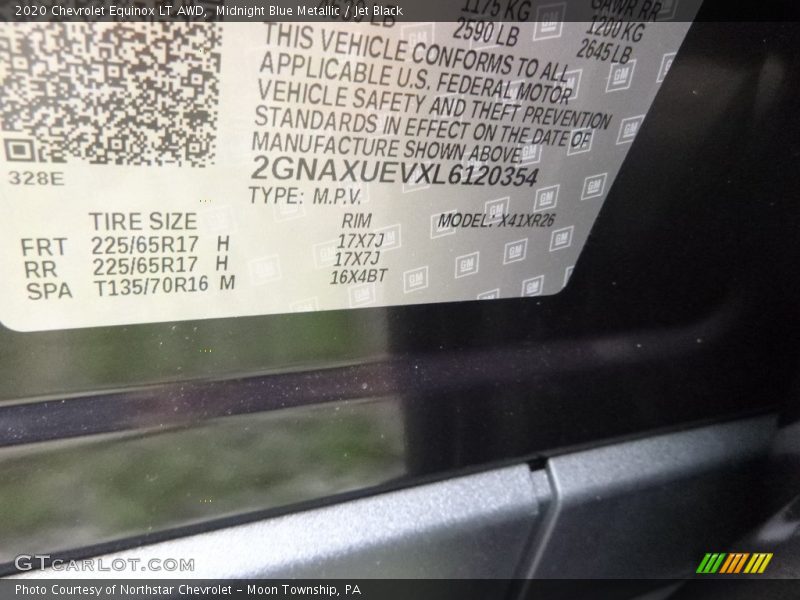 2020 Chevrolet Equinox LT AWD, Midnight Blue Metallic / Jet Black
1175 KG
GAWR RR
LB
2590 LB
1200 KG
2645 LB
THIS VEHICLE CONFORMS TO ALL
APPLICABLE U.S. FEDERAL MOTOR
VEHICLE SAFETY AND THEFT PREVENTION
STANDARDS IN EFFECT ON THE DATE OF
MANUFACTURE SHOWN ABOVE.
2GNAXUEVXL6120354
328E
TYPE: M.P.V.
TIRE SIZE RIM MODEL: X41XR26
FRT 225/65R17 H 17X7J
RR 225/65R17 H 17X7J
SPA T135/70R16 M 16X4BT
GTcarlot.com
Photo Courtesy of Northstar Chevrolet – Moon Township, PA